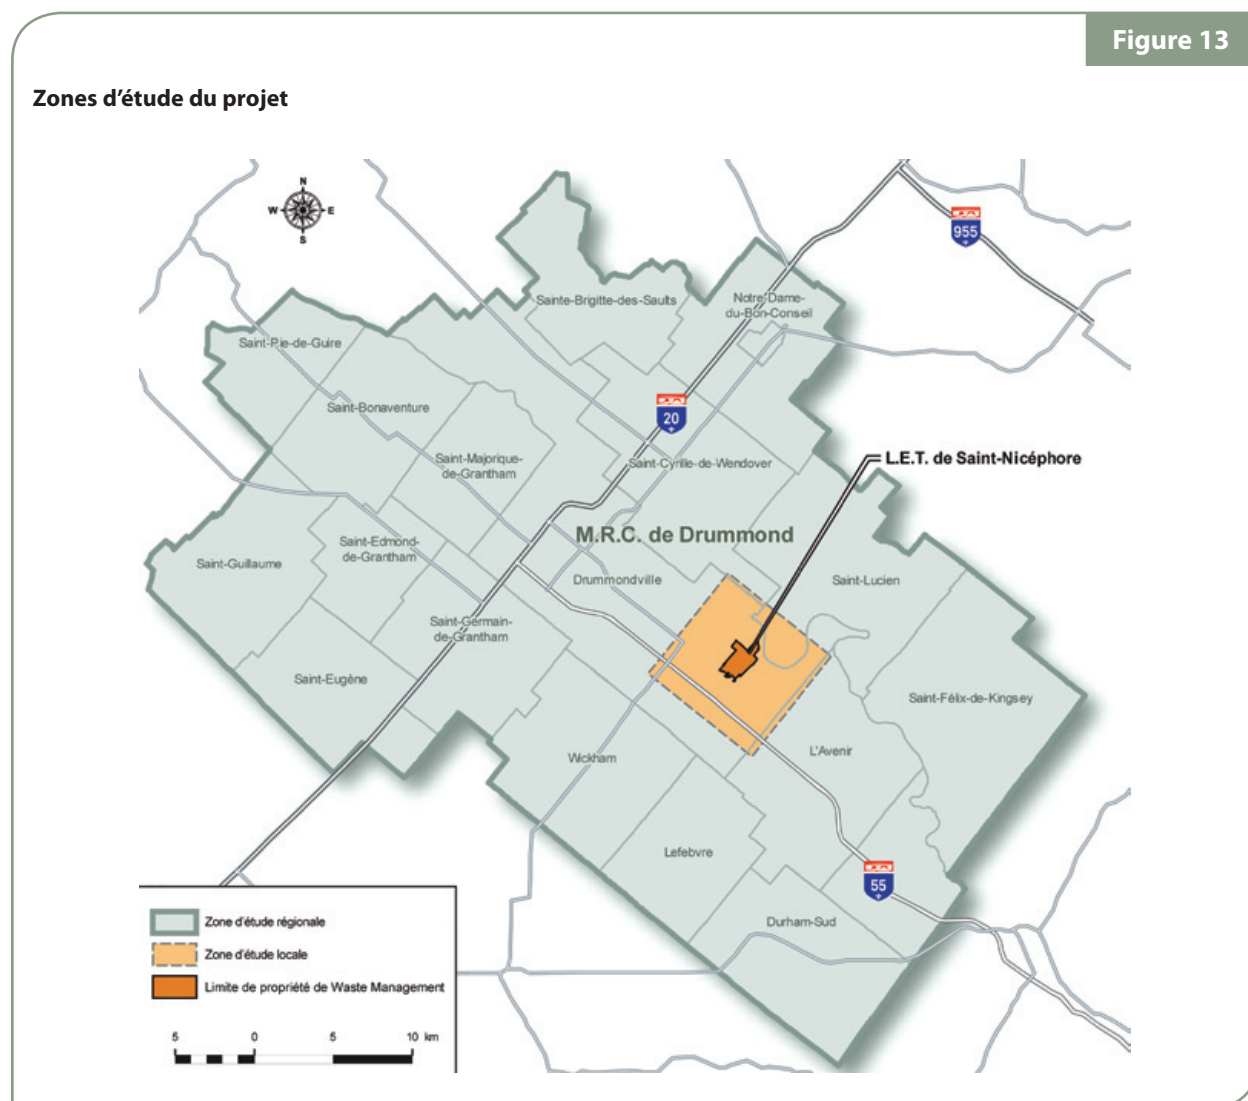 Figure 13
Zones d'étude du projet
N
W
E
S
955
Sainte-Brigitte-des-Saults
Notre-Dame-
du-Bon-Conseil
Saint-Pie-de-Guire
Saint-Bonaventure
20
Saint-Majorique-
de-Grantham
Saint-Cyrille-de-Wendover
L.E.T. de Saint-Nicéphore
M.R.C. de Drummond
Saint-Edmond-
de-Grantham
Saint-Guillaume
Drummondville
Saint-Lucien
Saint-Germain-
de-Grantham
Saint-Eugène
Saint-Félix-de-Kingsey
L'Avenir
Wickham
Lefebvre
55
Durham-Sud
Zone d'étude régionale
Zone d'étude locale
Limite de propriété de Waste Management
5 0 5 10 km